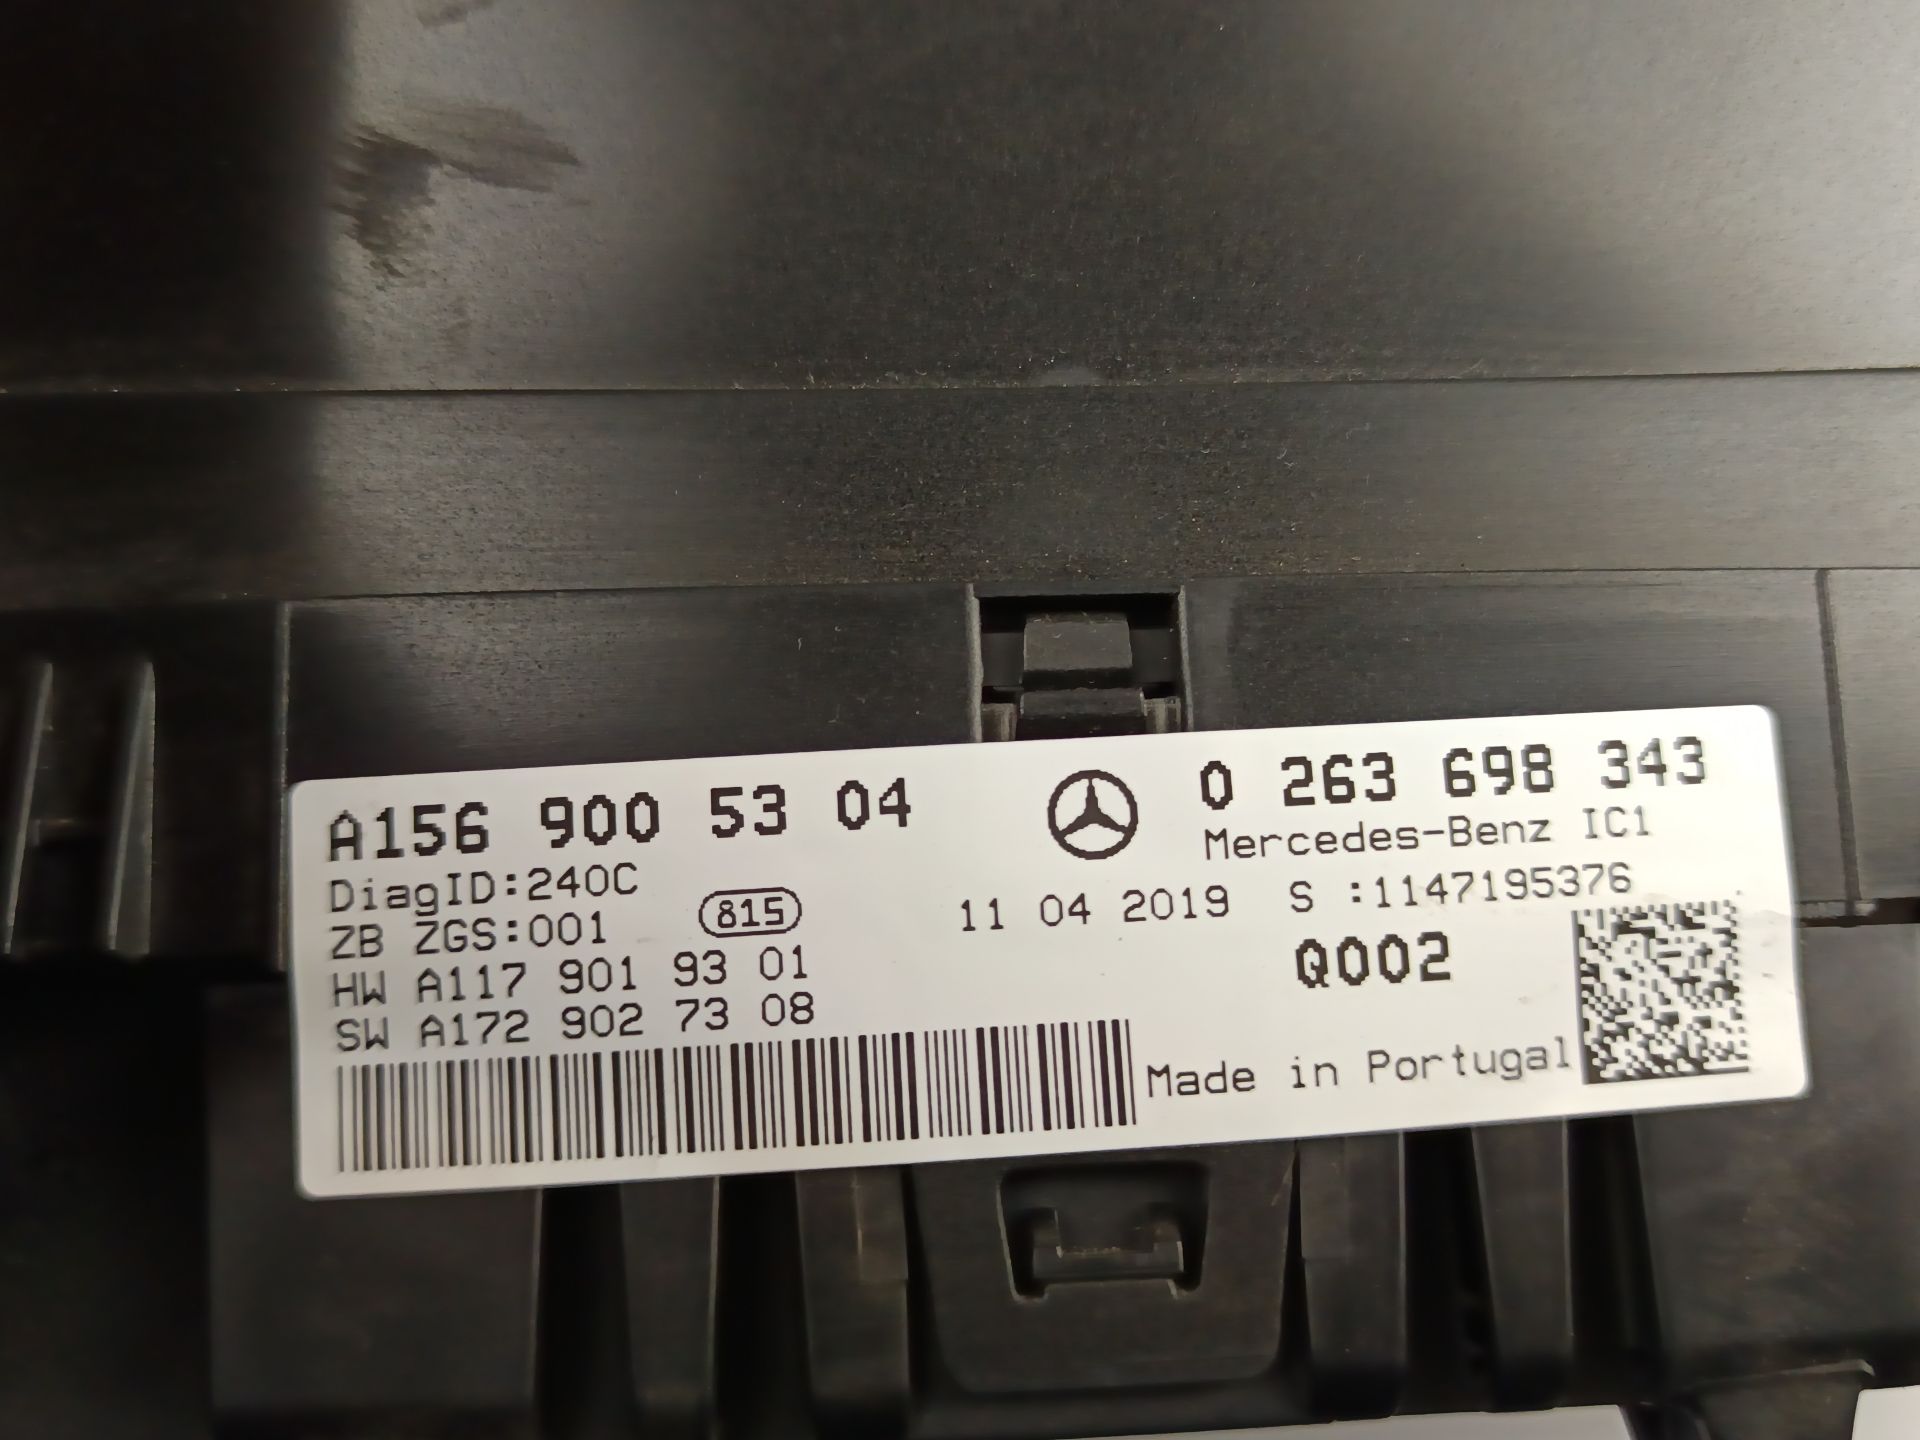 A156 900 53 04
0 263 698 343
Mercedes-Benz IC1
DiagID:240C
ZB ZGS:001
815
11 04 2019 S :1147195376
HW A117 901 93 01
Q002
SW A172 902 73 08
Made in Portugal